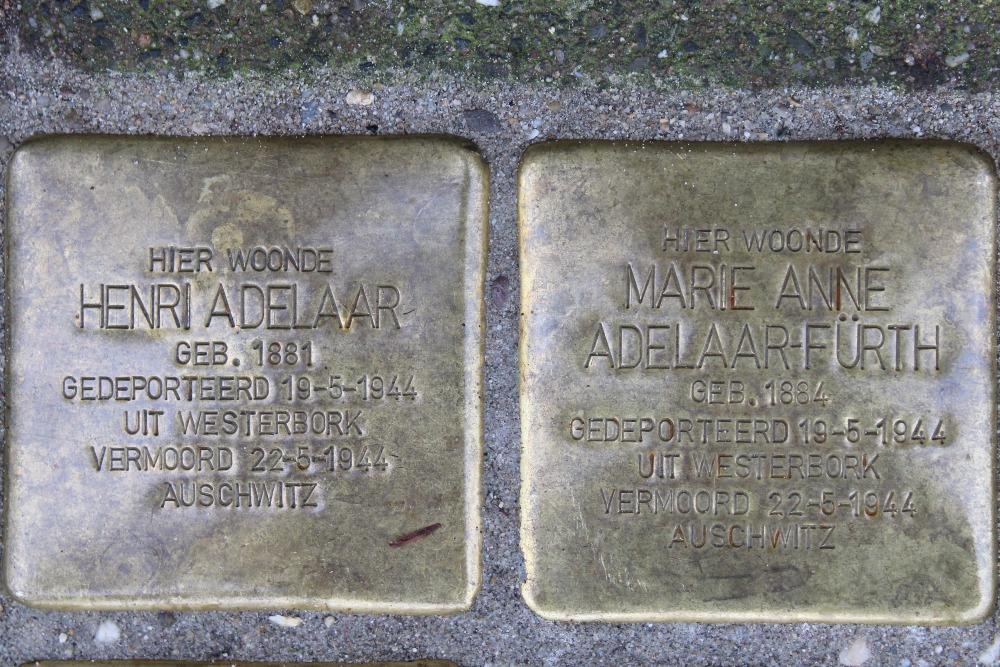 HIER WOONDE
HENRI ADELAAR
GEB. 1881
GEDEPORTEERD 19-5-1944
UIT WESTERBORK
VERMOORD 22-5-1944
AUSCHWITZ
HIER WOONDE
MARIE ANNE
ADELAAR-FÜRTH
GEB. 1884
GEDEPORTEERD 19-5-1944
UIT WESTERBORK
VERMOORD 22-5-1944
AUSCHWITZ